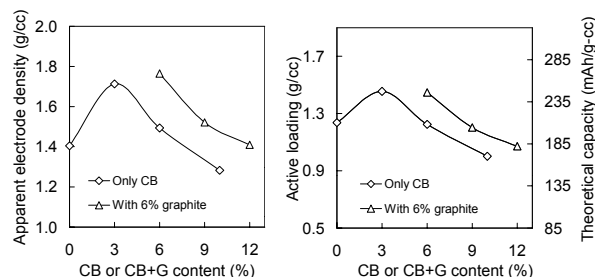 Apparent electrode density (g/cc)
2.0
1.8
1.6
1.4
1.2
1.0
Only CB
With 6% graphite
0 3 6 9 12
CB or CB+G content (%)
Active loading (g/cc)
1.7
1.3
0.9
0.5
Only CB
With 6% graphite
0 3 6 9 12
CB or CB+G content (%)
285
235
185
135
85
Theoretical capacity (mAh/g-cc)